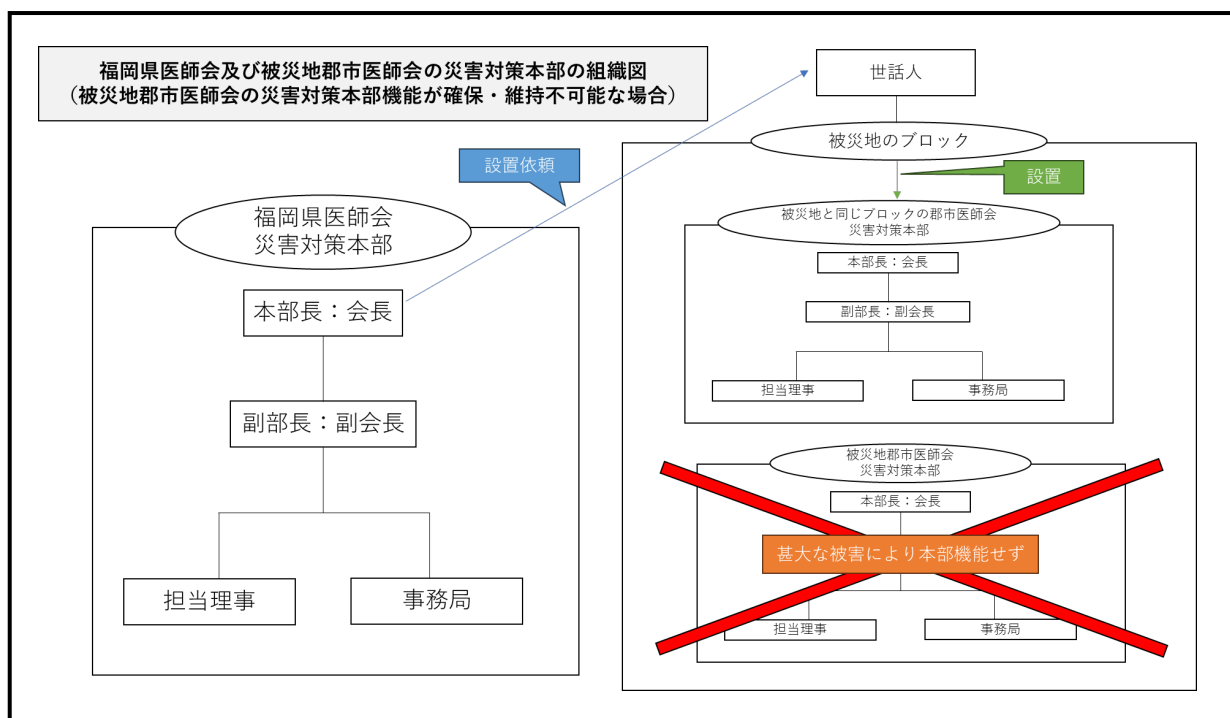 福岡県医師会及び被災地郡市医師会の災害対策本部の組織図
(被災地郡市医師会の災害対策本部機能が確保・維持不可能な場合)
設置依頼
福岡県医師会
災害対策本部
本部長：会長
副部長：副会長
担当理事
事務局
世話人
被災地のブロック
設置
被災地と同じブロックの郡市医師会
災害対策本部
本部長：会長
副部長：副会長
担当理事
事務局
被災地郡市医師会
災害対策本部
本部長：会長
甚大な被害により本部機能せず
担当理事
事務局